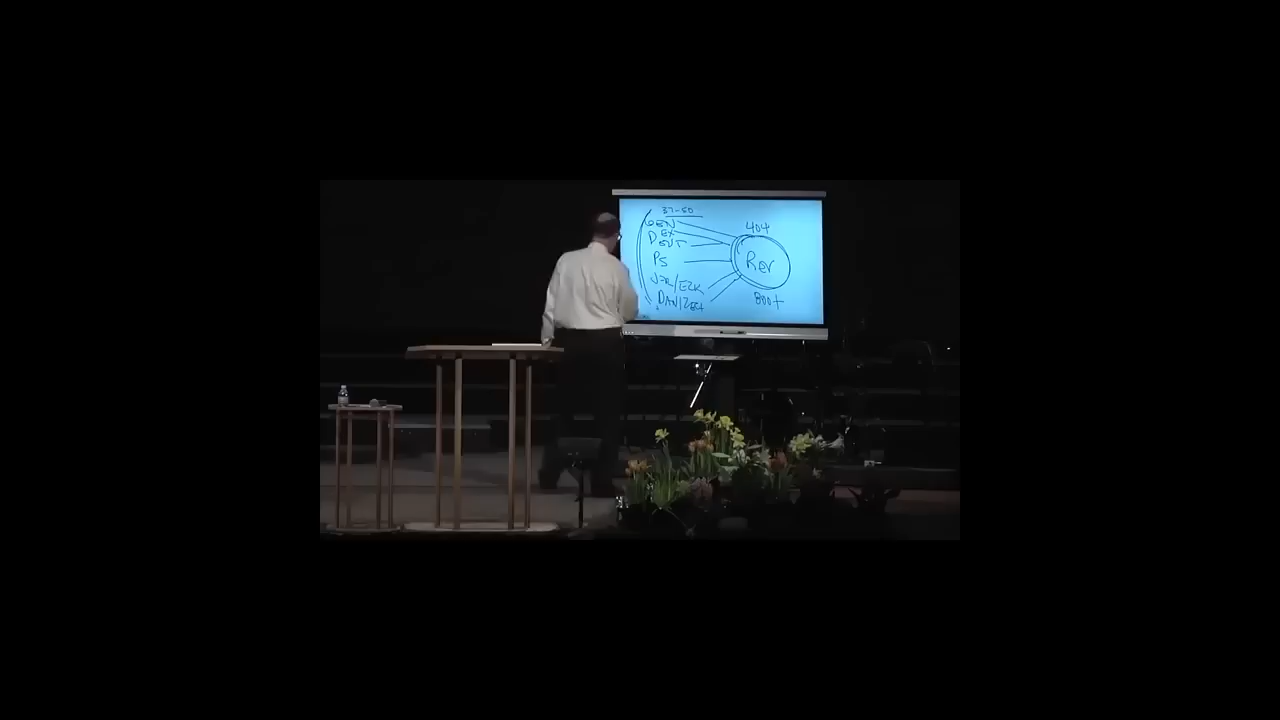 37-50
GEN
EX
DEUT
PS
JER/EZK
DAN/ZECH
404
Rev
800+